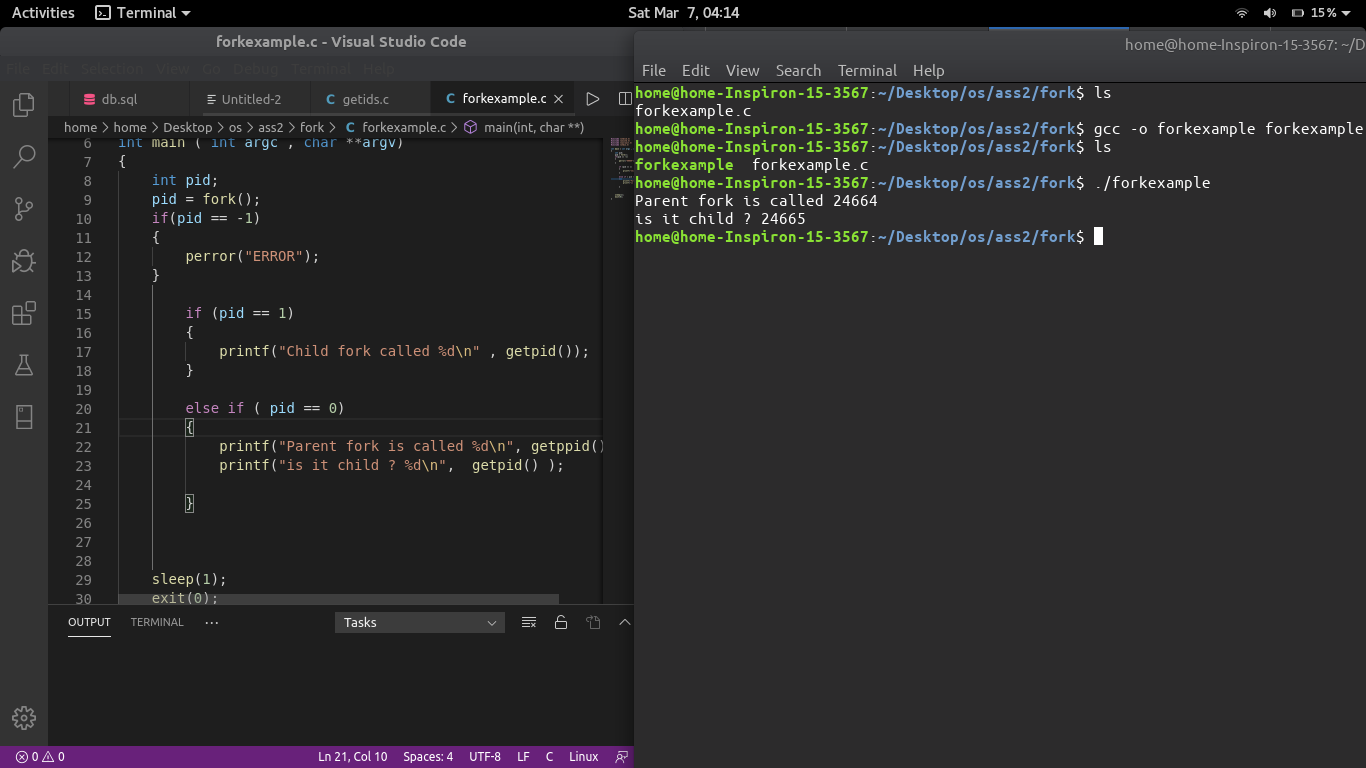 Activities Terminal Sat Mar 7, 04:14 15%
forkexample.c - Visual Studio Code
File Edit Selection View Go Debug Terminal Help
db.sql Untitled-2 getids.c forkexample.c
home > home > Desktop > os > ass2 > fork > C forkexample.c > main(int, char **)
6 int main ( int argc , char **argv)
7 {
8 int pid;
9 pid = fork();
10 if(pid == -1)
11 {
12 perror("ERROR");
13 }
14
15 if (pid == 1)
16 {
17 printf("Child fork called %d\n" , getpid());
18 }
19
20 else if ( pid == 0)
21 {
22 printf("Parent fork is called %d\n", getppid()
23 printf("is it child ? %d\n",  getpid() );
24
25 }
26
27
28
29 sleep(1);
30 exit(0);
OUTPUT TERMINAL ··· Tasks
0 0 Ln 21, Col 10 Spaces: 4 UTF-8 LF C Linux
home@home-Inspiron-15-3567: ~/D
File Edit View Search Terminal Help
home@home-Inspiron-15-3567:~/Desktop/os/ass2/fork$ ls
forkexample.c
home@home-Inspiron-15-3567:~/Desktop/os/ass2/fork$ gcc -o forkexample forkexample
home@home-Inspiron-15-3567:~/Desktop/os/ass2/fork$ ls
forkexample  forkexample.c
home@home-Inspiron-15-3567:~/Desktop/os/ass2/fork$ ./forkexample
Parent fork is called 24664
is it child ? 24665
home@home-Inspiron-15-3567:~/Desktop/os/ass2/fork$